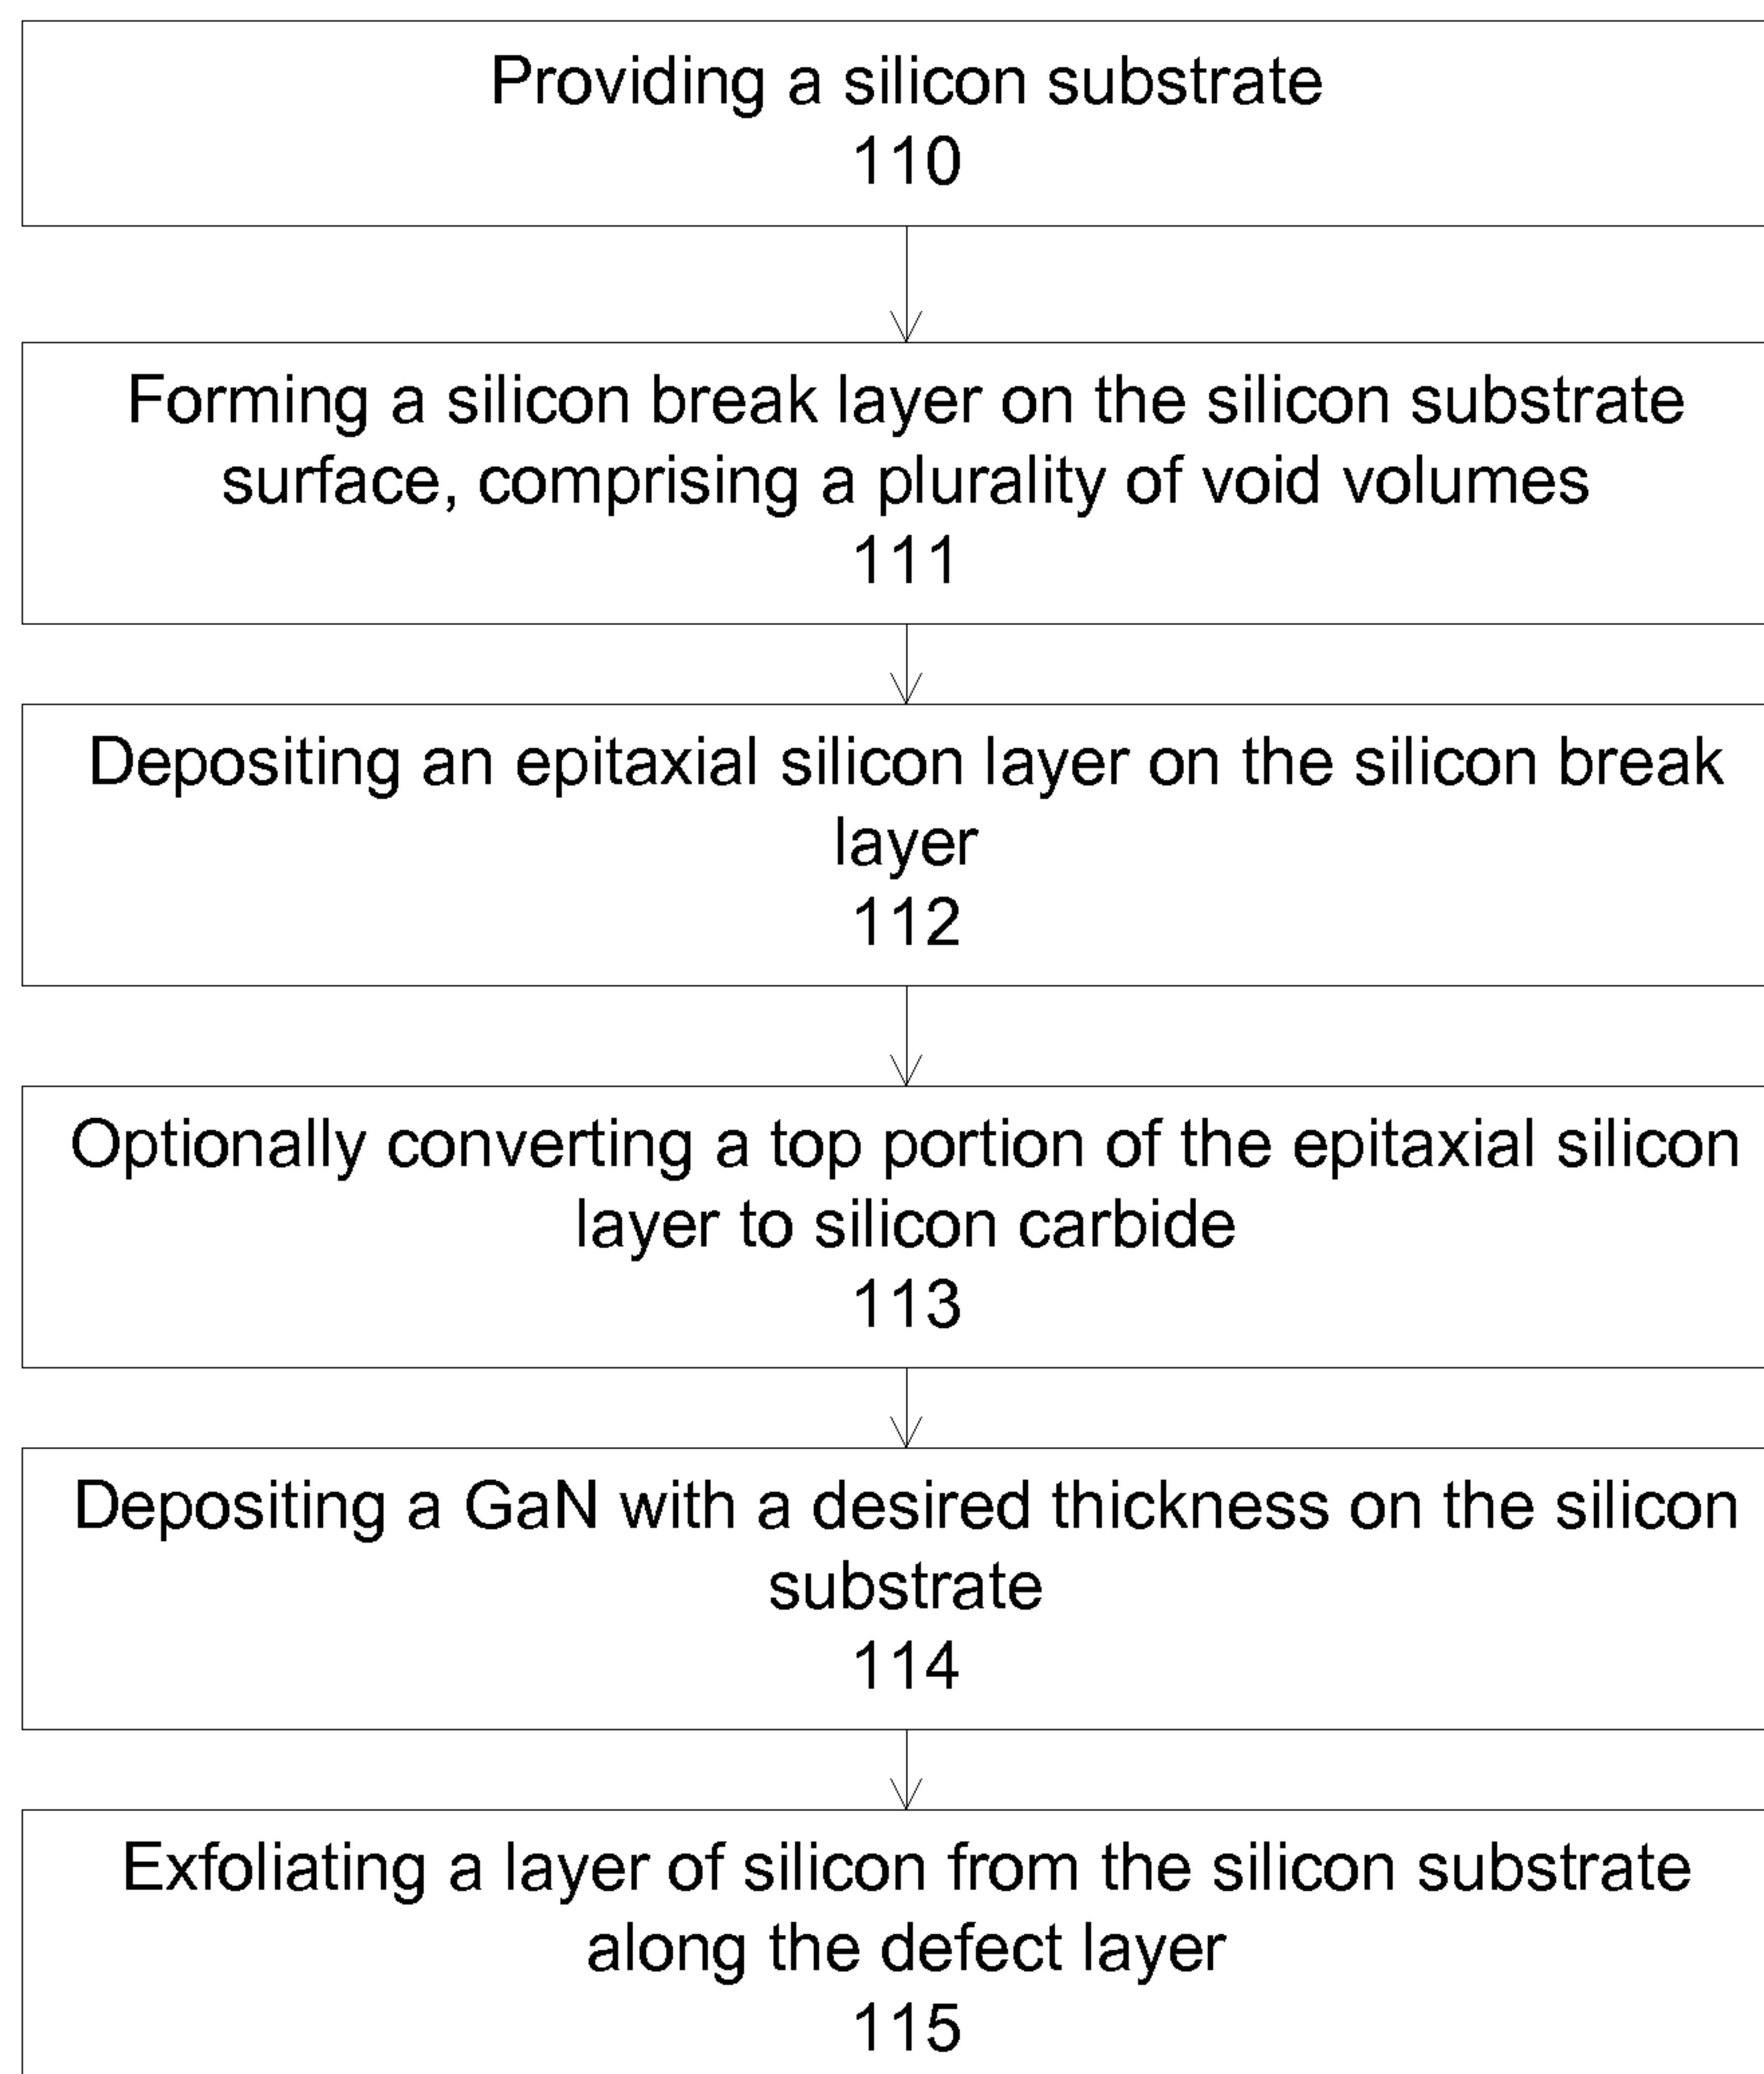 Providing a silicon substrate
110
Forming a silicon break layer on the silicon substrate
surface, comprising a plurality of void volumes
111
Depositing an epitaxial silicon layer on the silicon break
layer
112
Optionally converting a top portion of the epitaxial silicon
layer to silicon carbide
113
Depositing a GaN with a desired thickness on the silicon
substrate
114
Exfoliating a layer of silicon from the silicon substrate
along the defect layer
115